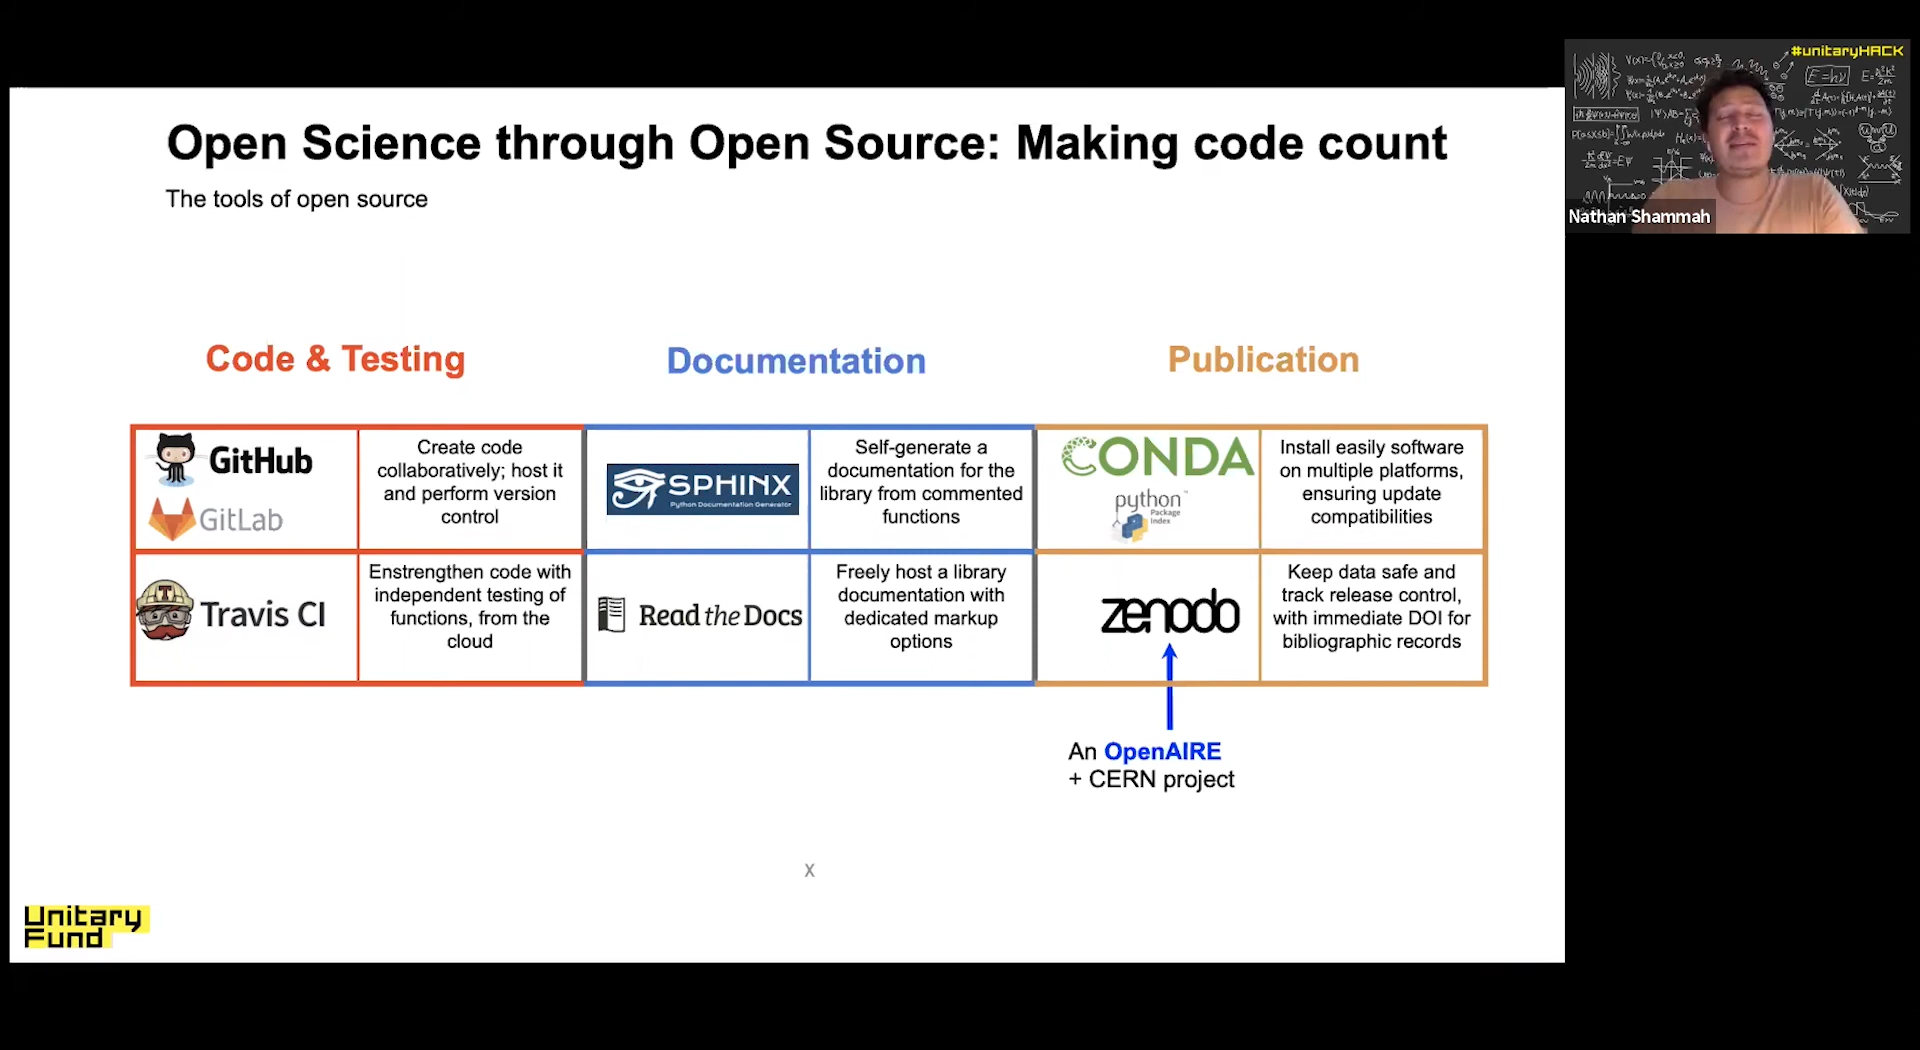 #unitaryHACK
Nathan Shammah
Open Science through Open Source: Making code count
The tools of open source
Code & Testing
Documentation
Publication
GitHub
GitLab
Create code
collaboratively; host it
and perform version
control
SPHINX
Python Documentation Generator
Self-generate a
documentation for the
library from commented
functions
CONDA
python
Package
Index
Install easily software
on multiple platforms,
ensuring update
compatibilities
Travis CI
Enstrengthen code with
independent testing of
functions, from the
cloud
Read the Docs
Freely host a library
documentation with
dedicated markup
options
zenodo
Keep data safe and
track release control,
with immediate DOI for
bibliographic records
An OpenAIRE
+ CERN project
X
Unitary
Fund